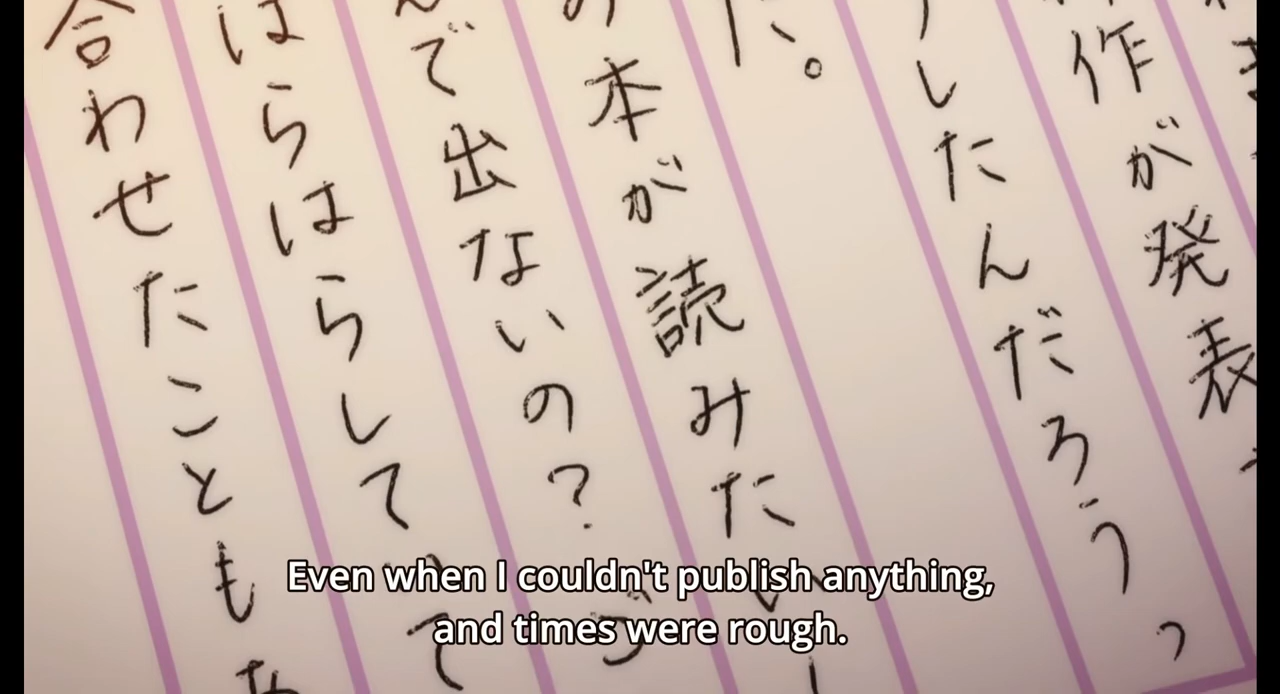 作が発表
したんだろうっ
た。
本が読みたい
で出ないの?
はらはらして
合わせたことも
Even when I couldn't publish anything,
and times were rough.